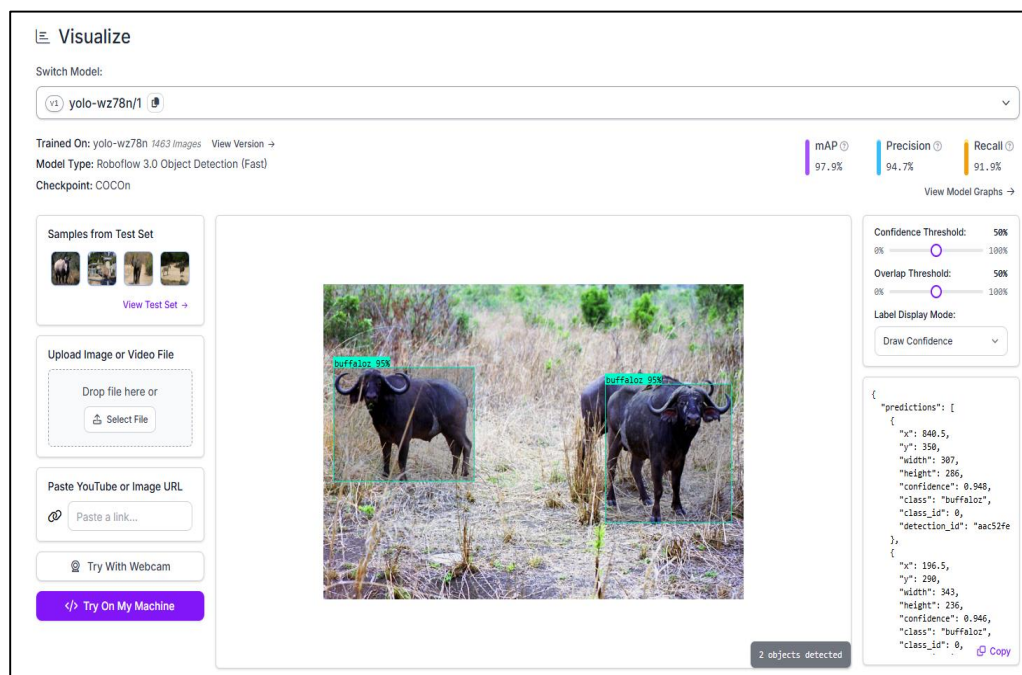 Visualize
Switch Model:
v1 yolo-wz78n/1
Trained On: yolo-wz78n 1463 Images View Version →
Model Type: Roboflow 3.0 Object Detection (Fast)
Checkpoint: COCOn
mAP
97.9%
Precision
94.7%
Recall
91.9%
View Model Graphs →
Samples from Test Set
View Test Set →
Upload Image or Video File
Drop file here or
Select File
Paste YouTube or Image URL
Paste a link...
Try With Webcam
</> Try On My Machine
buffaloz 95%
buffaloz 95%
2 objects detected
Confidence Threshold: 50%
0% 100%
Overlap Threshold: 50%
0% 100%
Label Display Mode:
Draw Confidence
{
"predictions": [
{
"x": 840.5,
"y": 350,
"width": 307,
"height": 286,
"confidence": 0.948,
"class": "buffaloz",
"class_id": 0,
"detection_id": "aac52fe
},
{
"x": 196.5,
"y": 290,
"width": 343,
"height": 236,
"confidence": 0.946,
"class": "buffaloz",
"class_id": 0,
Copy